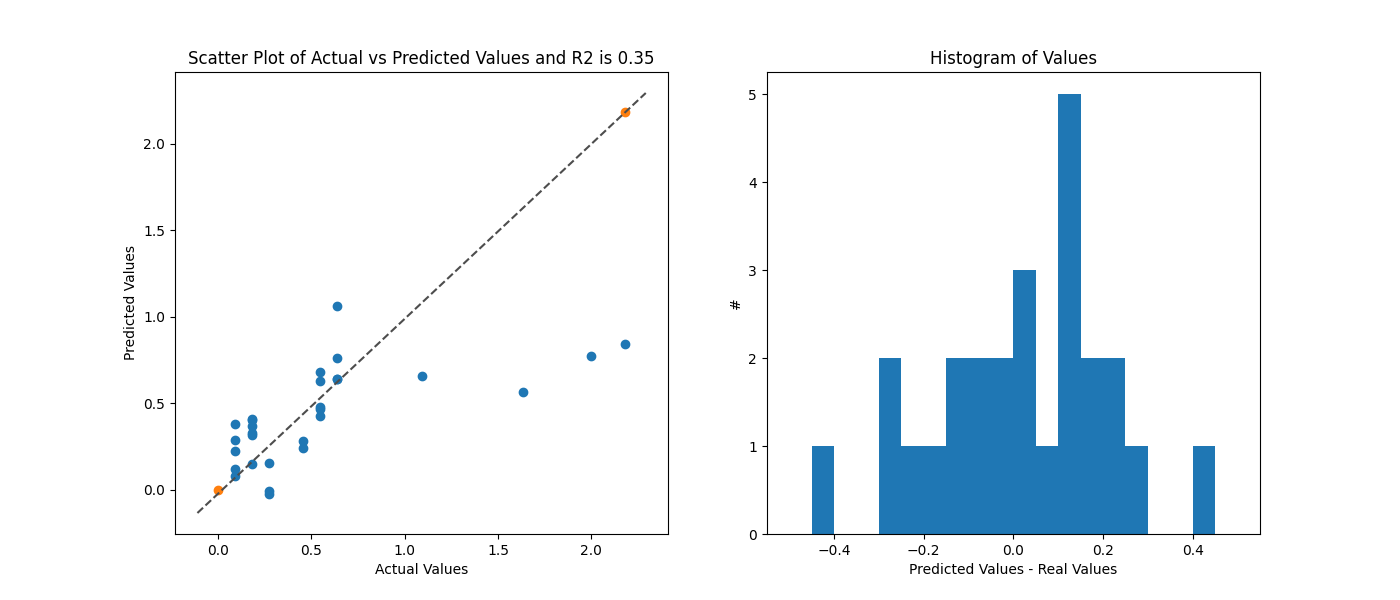 Scatter Plot of Actual vs Predicted Values and R2 is 0.35
Predicted Values
2.0
1.5
1.0
0.5
0.0
0.0 0.5 1.0 1.5 2.0
Actual Values
Histogram of Values
#
5
4
3
2
1
0
−0.4 −0.2 0.0 0.2 0.4
Predicted Values - Real Values